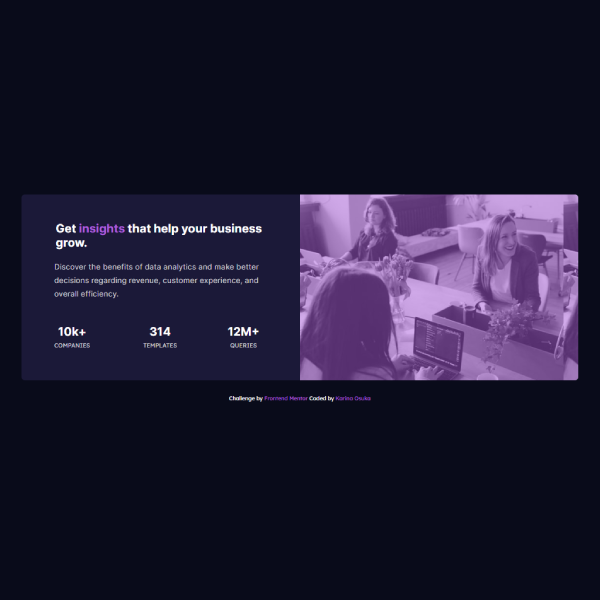 Get insights that help your business
grow.
Discover the benefits of data analytics and make better
decisions regarding revenue, customer experience, and
overall efficiency.
10k+ 314 12M+
COMPANIES TEMPLATES QUERIES
Challenge by Frontend Mentor Coded by Karina Osuka